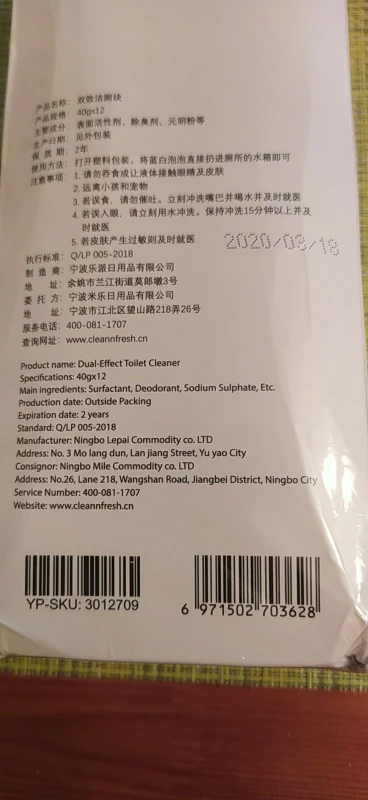 产品名称： 双效洁厕块
产品规格： 40gx12
主要成分： 表面活性剂、除臭剂、元明粉等
生产日期： 见外包装
保 质 期： 2年
使用方法： 打开塑料包装。将蓝白泡泡直接扔进厕所的水箱即可
注意事项： 1. 请勿吞食或让液体接触眼睛及皮肤
2. 远离小孩和宠物
3. 若误食，请勿催吐。立刻冲洗嘴巴并喝水并及时就医
4. 若误入眼，请立刻用水冲洗。保持冲洗15分钟以上并及
时就医
5. 若皮肤产生过敏则及时就医
2020/03/18
执行标准： Q/LP 005-2018
制 造 商： 宁波乐派日用品有限公司
地 址： 余姚市兰江街道莫郎墩3号
委 托 方： 宁波米乐日用品有限公司
地 址： 宁波市江北区望山路218弄26号
服务电话： 400-081-1707
查询网址： www.cleannfresh.cn
Product name: Dual-Effect Toilet Cleaner
Specifications: 40gx12
Main ingredients: Surfactant, Deodorant, Sodium Sulphate, Etc.
Production date: Outside Packing
Expiration date: 2 years
Standard: Q/LP 005-2018
Manufacturer: Ningbo Lepai Commodity co. LTD
Address: No. 3 Mo lang dun, Lan jiang Street, Yu yao City
Consignor: Ningbo Mile Commodity co. LTD
Address: No.26, Lane 218, Wangshan Road, Jiangbei District, Ningbo City
Service Number: 400-081-1707
Website: www.cleannfresh.cn
YP-SKU: 3012709
6 971502 703628